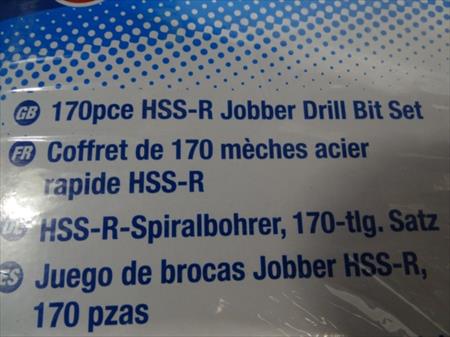 GB 170pce HSS-R Jobber Drill Bit Set
FR Coffret de 170 mèches acier
rapide HSS-R
DE HSS-R-Spiralbohrer, 170-tlg. Satz
ES Juego de brocas Jobber HSS-R,
170 pzas